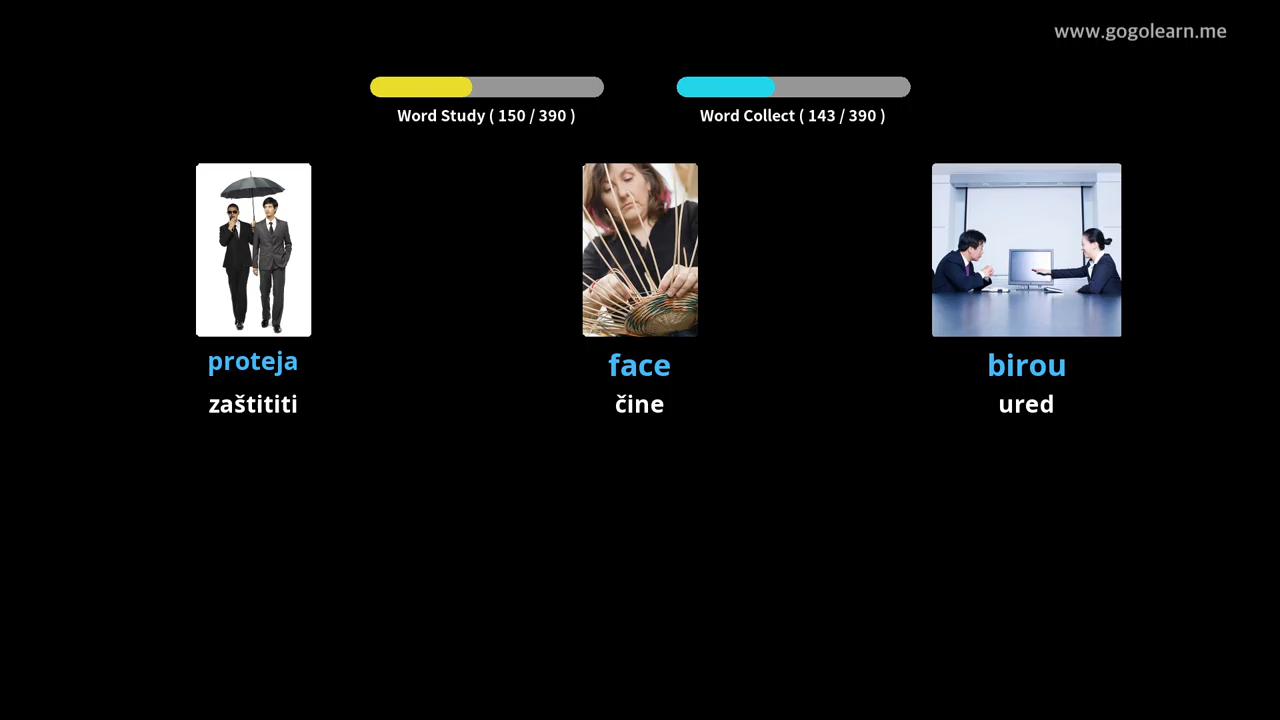 www.gogolearn.me
Word Study ( 150 / 390 )
Word Collect ( 143 / 390 )
proteja
face
birou
zaštititi
čine
ured